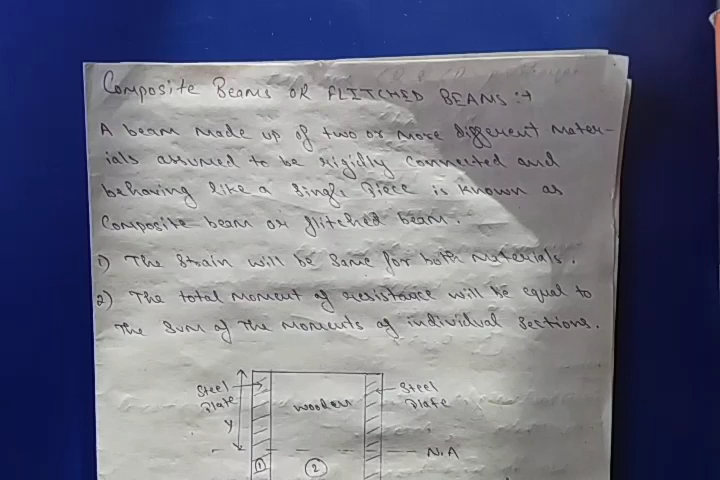 Composite Beams OR FLITCHED BEAMS :→
A beam made up of two or more different mater-
ials assumed to be rigidly connected and
behaving like a single Piece is known as
Composite beam or flitched beam.
1) The Strain will be Same for both materials.
2) The total moment of resistance will be equal to
The Sum of The Moments of individual Sections.
Steel Plate
y
wooden
Steel Plate
N.A
1
2